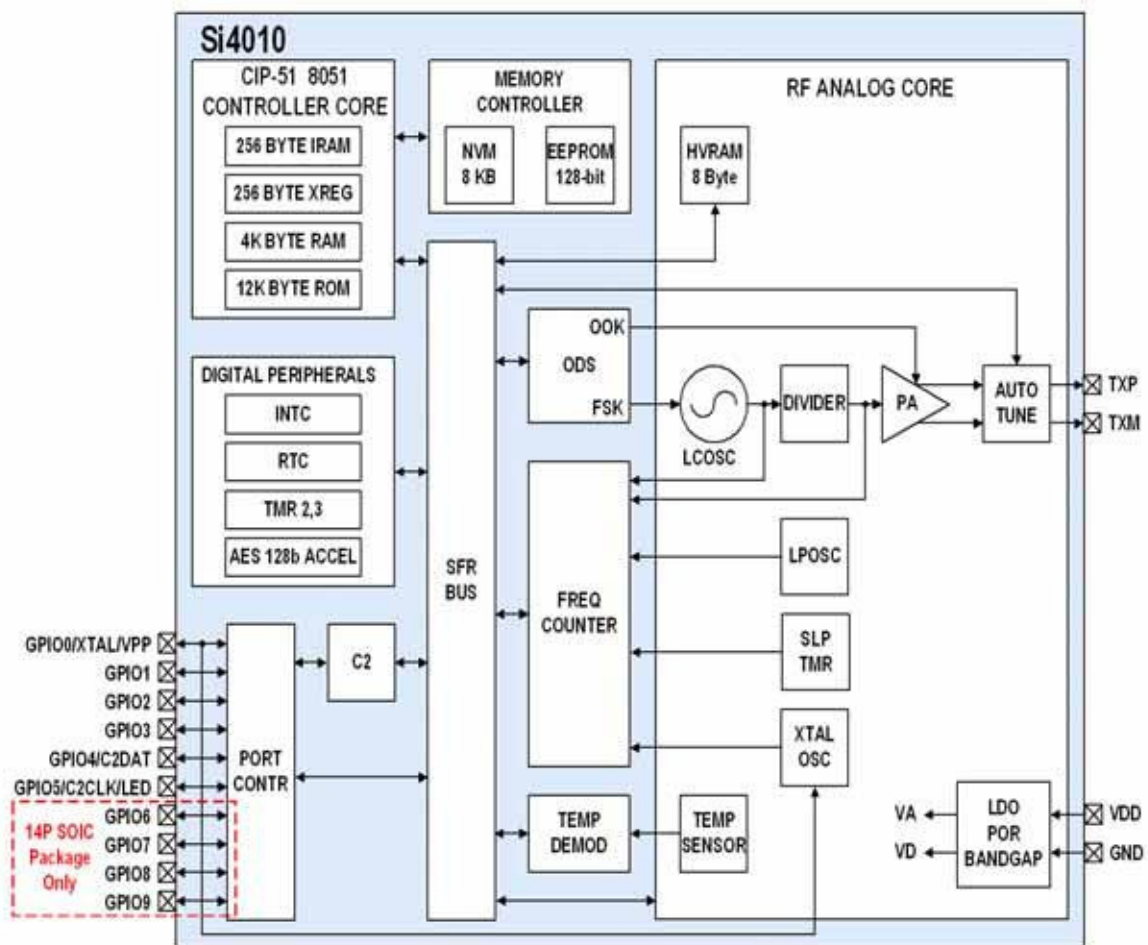 Si4010
CIP-51 8051
CONTROLLER CORE
256 BYTE IRAM
256 BYTE XREG
4K BYTE RAM
12K BYTE ROM
MEMORY
CONTROLLER
NVM
8 KB
EEPROM
128-bit
RF ANALOG CORE
HVRAM
8 Byte
DIGITAL PERIPHERALS
INTC
RTC
TMR 2,3
AES 128b ACCEL
SFR
BUS
OOK
ODS
FSK
LCOSC
DIVIDER
PA
AUTO
TUNE
TXP
TXM
FREQ
COUNTER
LPOSC
SLP
TMR
XTAL
OSC
GPIO0/XTAL/VPP
GPIO1
GPIO2
GPIO3
GPIO4/C2DAT
GPIO5/C2CLK/LED
GPIO6
GPIO7
GPIO8
GPIO9
14P SOIC
Package
Only
PORT
CONTR
C2
TEMP
DEMOD
TEMP
SENSOR
VA
VD
LDO
POR
BANDGAP
VDD
GND